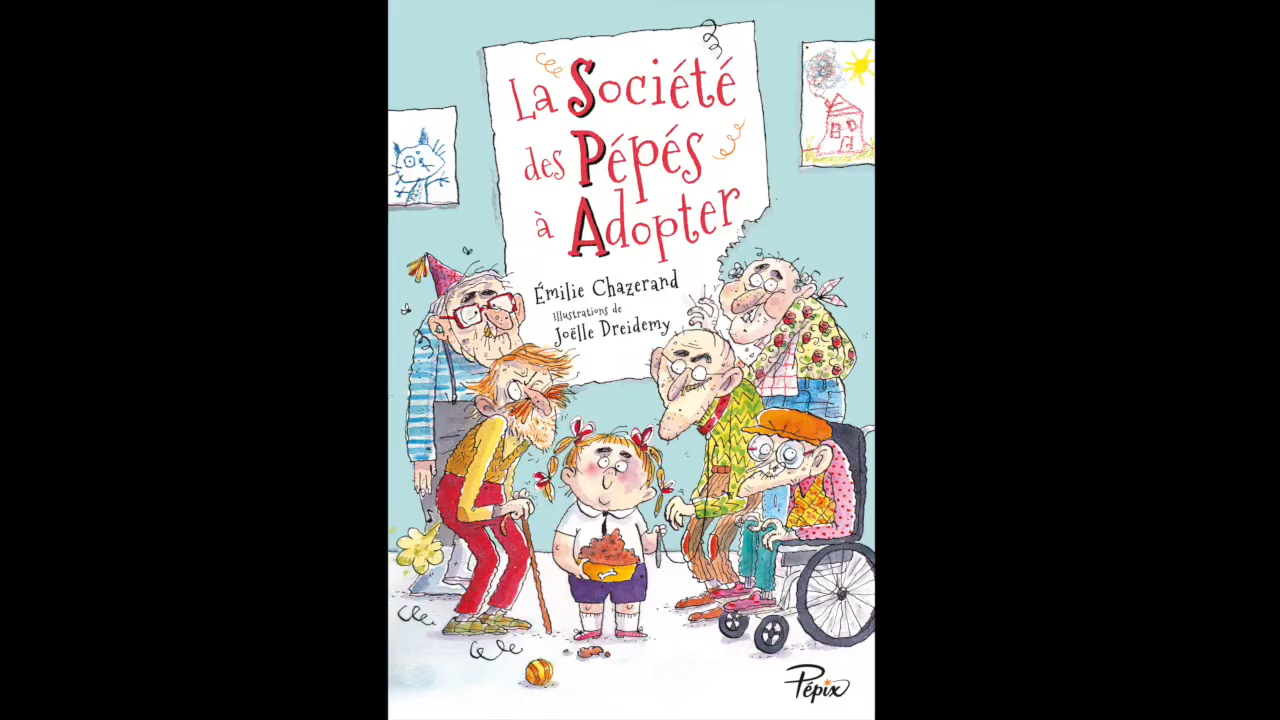 La Société
des Pépés
à Adopter
Émilie Chazerand
Illustrations de
Joëlle Dreidemy
Pépix